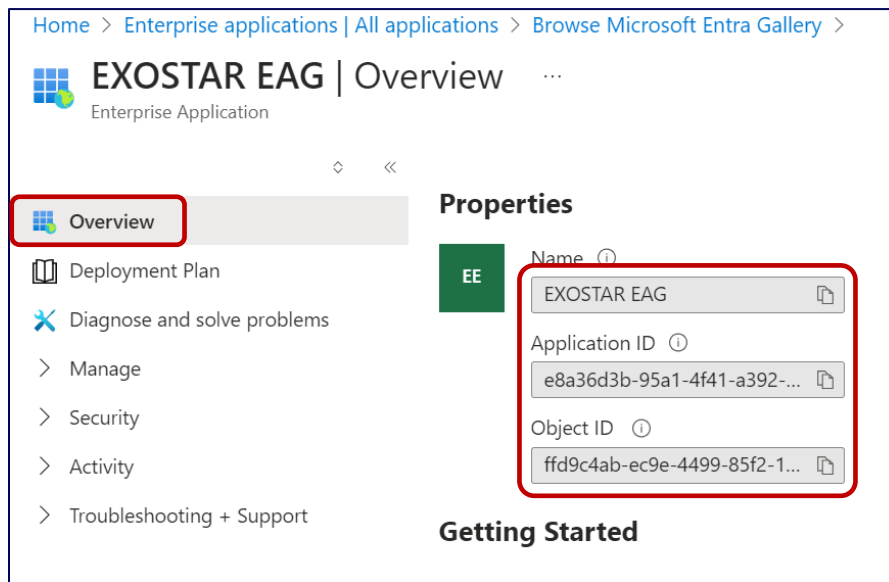 Home > Enterprise applications | All applications > Browse Microsoft Entra Gallery >
EXOSTAR EAG | Overview ...
Enterprise Application
Overview
Deployment Plan
Diagnose and solve problems
Manage
Security
Activity
Troubleshooting + Support
Properties
EE
Name
EXOSTAR EAG
Application ID
e8a36d3b-95a1-4f41-a392-...
Object ID
ffd9c4ab-ec9e-4499-85f2-1...
Getting Started